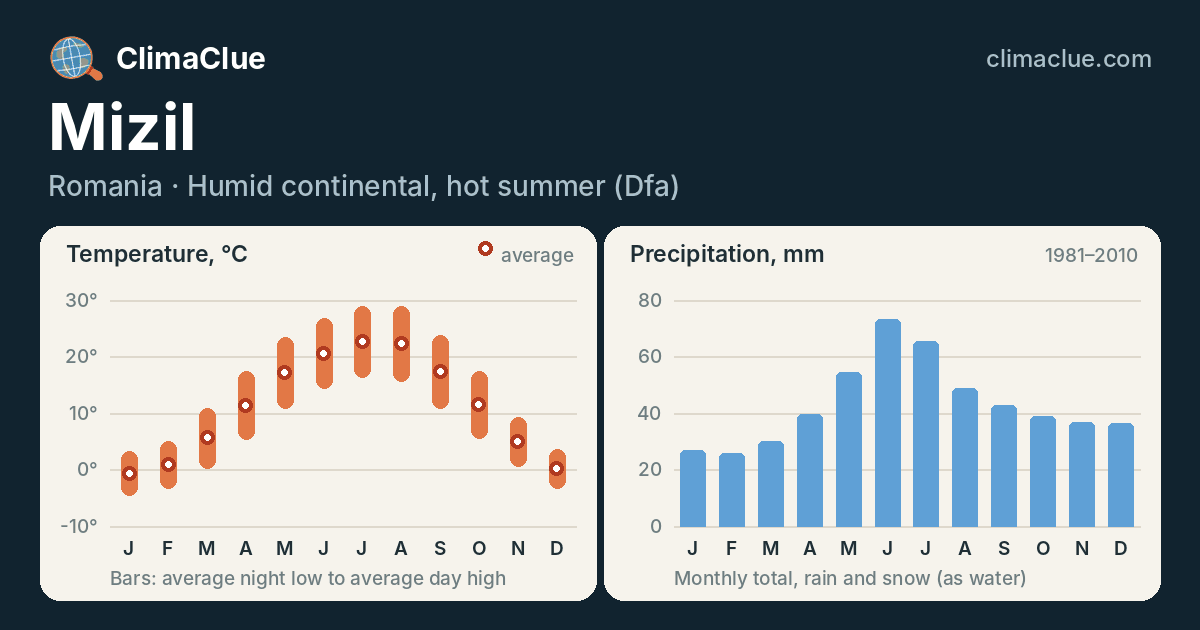 ClimaClue
climaclue.com
Mizil
Romania · Humid continental, hot summer (Dfa)
Temperature, °C
average
30°
20°
10°
0°
-10°
J F M A M J J A S O N D
Bars: average night low to average day high
Precipitation, mm
1981–2010
80
60
40
20
0
J F M A M J J A S O N D
Monthly total, rain and snow (as water)